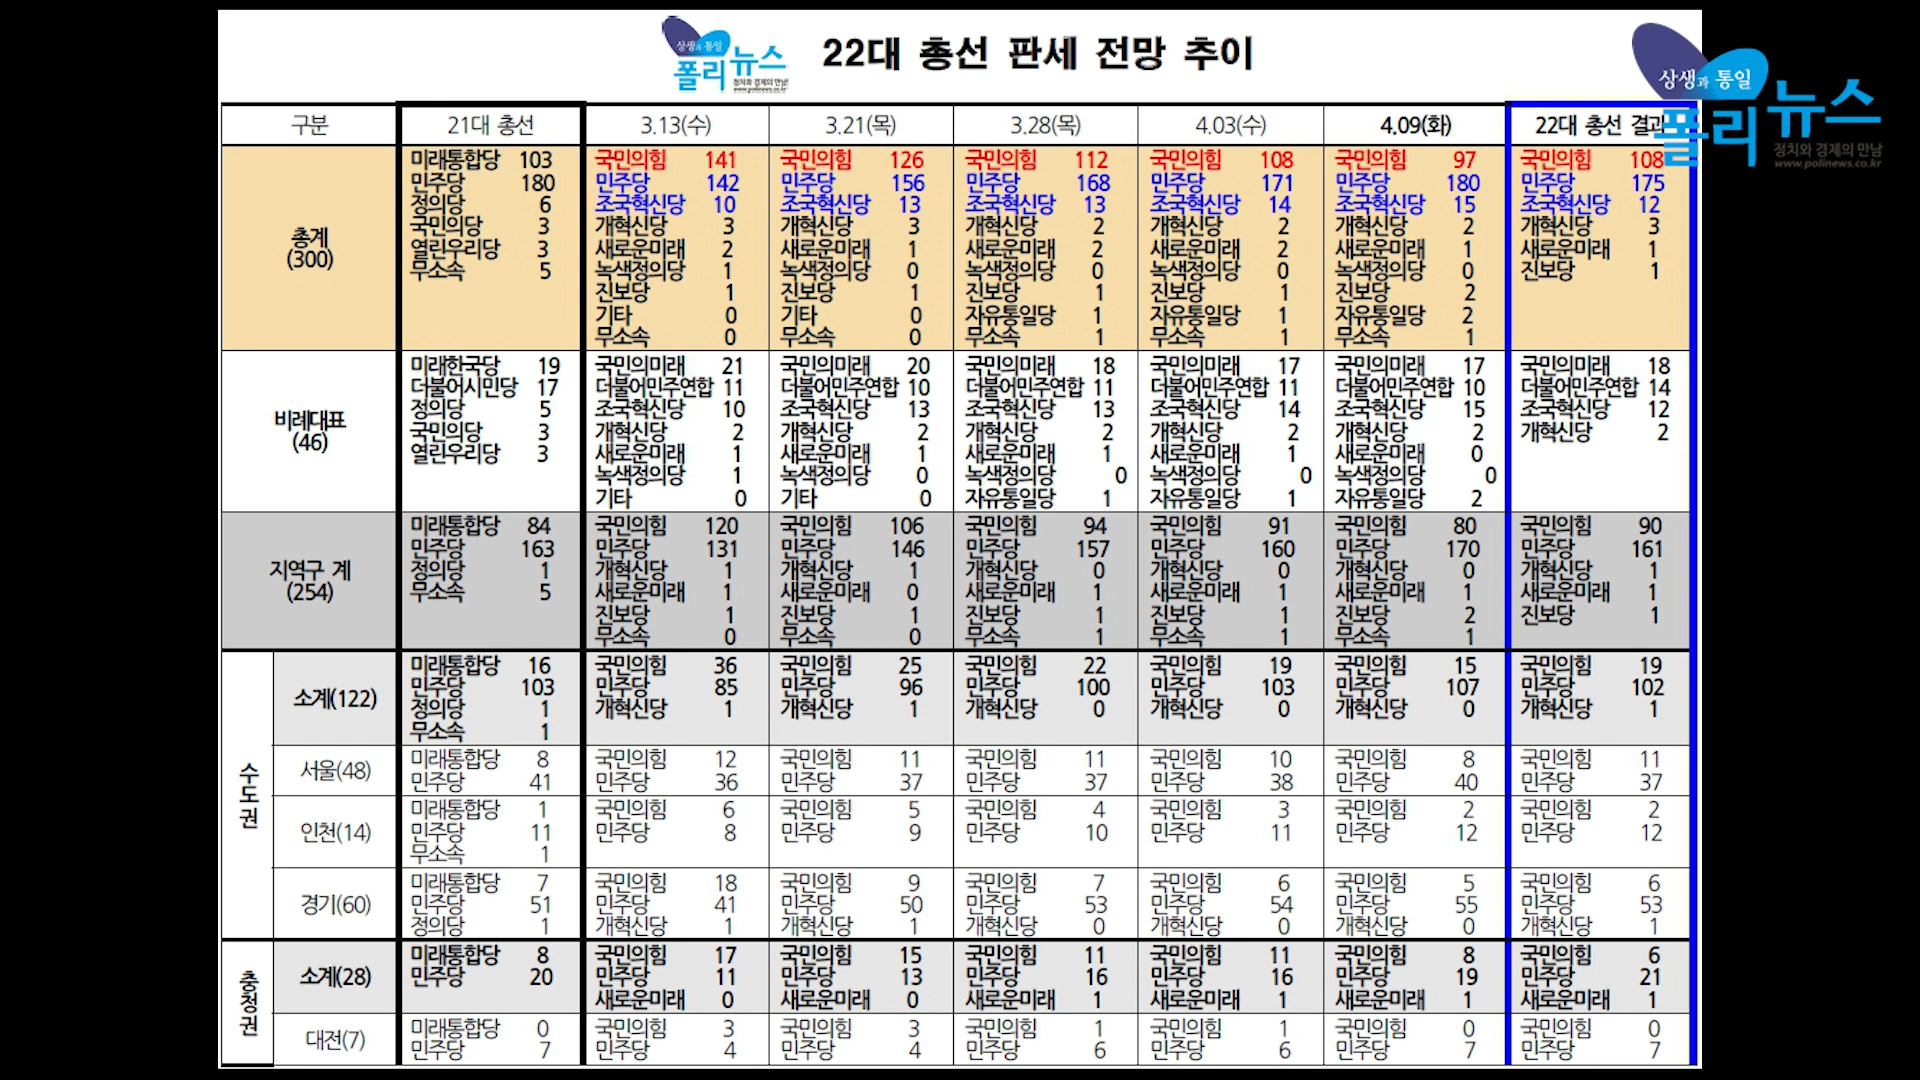 상생과 통일
폴리뉴스
정치와 경제의 만남
www.polinews.co.kr
22대 총선 판세 전망 추이
상생과 통일
폴리뉴스
정치와 경제의 만남
www.polinews.co.kr
구분 21대 총선 3.13(수) 3.21(목) 3.28(목) 4.03(수) 4.09(화) 22대 총선 결과
총계
(300)
미래통합당 103 국민의힘 141 국민의힘 126 국민의힘 112 국민의힘 108 국민의힘 97 국민의힘 108
민주당 180 민주당 142 민주당 156 민주당 168 민주당 171 민주당 180 민주당 175
정의당 6 조국혁신당 10 조국혁신당 13 조국혁신당 13 조국혁신당 14 조국혁신당 15 조국혁신당 12
국민의당 3 개혁신당 3 개혁신당 3 개혁신당 2 개혁신당 2 개혁신당 2 개혁신당 3
열린우리당 3 새로운미래 2 새로운미래 1 새로운미래 2 새로운미래 2 새로운미래 1 새로운미래 1
무소속 5 녹색정의당 1 녹색정의당 0 녹색정의당 0 녹색정의당 0 녹색정의당 0 진보당 1
진보당 1 진보당 1 진보당 1 진보당 1 진보당 2
기타 0 기타 0 자유통일당 1 자유통일당 1 자유통일당 2
무소속 0 무소속 0 무소속 1 무소속 1 무소속 1
비례대표
(46)
미래한국당 19 국민의미래 21 국민의미래 20 국민의미래 18 국민의미래 17 국민의미래 17 국민의미래 18
더불어시민당 17 더불어민주연합 11 더불어민주연합 10 더불어민주연합 11 더불어민주연합 11 더불어민주연합 10 더불어민주연합 14
정의당 5 조국혁신당 10 조국혁신당 13 조국혁신당 13 조국혁신당 14 조국혁신당 15 조국혁신당 12
국민의당 3 개혁신당 2 개혁신당 2 개혁신당 2 개혁신당 2 개혁신당 2 개혁신당 2
열린우리당 3 새로운미래 1 새로운미래 1 새로운미래 1 새로운미래 1 새로운미래 0
녹색정의당 1 녹색정의당 0 녹색정의당 0 녹색정의당 0 녹색정의당 0
기타 0 기타 0 자유통일당 1 자유통일당 1 자유통일당 2
지역구 계
(254)
미래통합당 84 국민의힘 120 국민의힘 106 국민의힘 94 국민의힘 91 국민의힘 80 국민의힘 90
민주당 163 민주당 131 민주당 146 민주당 157 민주당 160 민주당 170 민주당 161
정의당 1 개혁신당 1 개혁신당 1 개혁신당 0 개혁신당 0 개혁신당 0 개혁신당 1
무소속 5 새로운미래 1 새로운미래 0 새로운미래 1 새로운미래 1 새로운미래 1 새로운미래 1
진보당 1 진보당 1 진보당 1 진보당 1 진보당 2 진보당 1
무소속 0 무소속 0 무소속 1 무소속 1 무소속 1
수도권
소계(122)
미래통합당 16 국민의힘 36 국민의힘 25 국민의힘 22 국민의힘 19 국민의힘 15 국민의힘 19
민주당 103 민주당 85 민주당 96 민주당 100 민주당 103 민주당 107 민주당 102
정의당 1 개혁신당 1 개혁신당 1 개혁신당 0 개혁신당 0 개혁신당 0 개혁신당 1
무소속 1
서울(48)
미래통합당 8 국민의힘 12 국민의힘 11 국민의힘 11 국민의힘 10 국민의힘 8 국민의힘 11
민주당 41 민주당 36 민주당 37 민주당 37 민주당 38 민주당 40 민주당 37
인천(14)
미래통합당 1 국민의힘 6 국민의힘 5 국민의힘 4 국민의힘 3 국민의힘 2 국민의힘 2
민주당 11 민주당 8 민주당 9 민주당 10 민주당 11 민주당 12 민주당 12
무소속 1
경기(60)
미래통합당 7 국민의힘 18 국민의힘 9 국민의힘 7 국민의힘 6 국민의힘 5 국민의힘 6
민주당 51 민주당 41 민주당 50 민주당 53 민주당 54 민주당 55 민주당 53
정의당 1 개혁신당 1 개혁신당 1 개혁신당 0 개혁신당 0 개혁신당 0 개혁신당 1
충청권
소계(28)
미래통합당 8 국민의힘 17 국민의힘 15 국민의힘 11 국민의힘 11 국민의힘 8 국민의힘 6
민주당 20 민주당 11 민주당 13 민주당 16 민주당 16 민주당 19 민주당 21
새로운미래 0 새로운미래 0 새로운미래 1 새로운미래 1 새로운미래 1 새로운미래 1
대전(7)
미래통합당 0 국민의힘 3 국민의힘 3 국민의힘 1 국민의힘 1 국민의힘 0 국민의힘 0
민주당 7 민주당 4 민주당 4 민주당 6 민주당 6 민주당 7 민주당 7